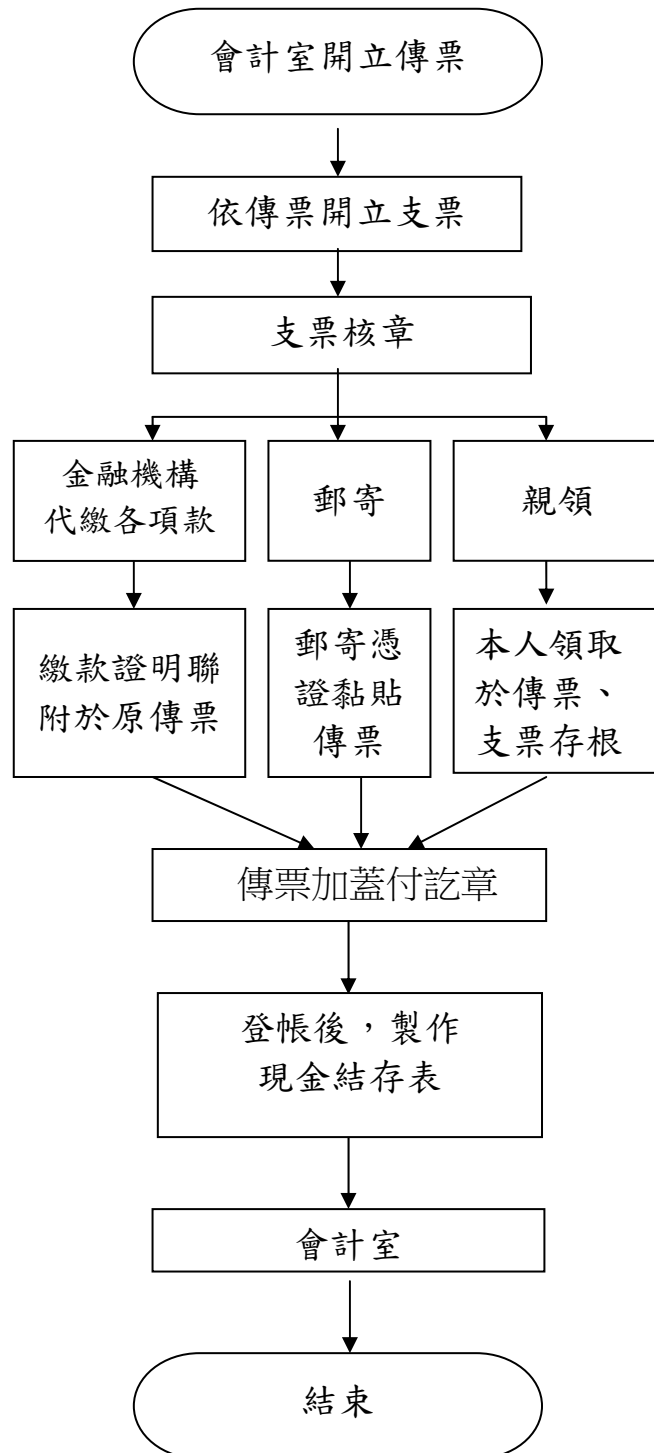 會計室開立傳票
依傳票開立支票
支票核章
金融機構
代繳各項款
郵寄
親領
繳款證明聯
附於原傳票
郵寄憑
證黏貼
傳票
本人領取
於傳票、
支票存根
傳票加蓋付訖章
登帳後，製作
現金結存表
會計室
結束